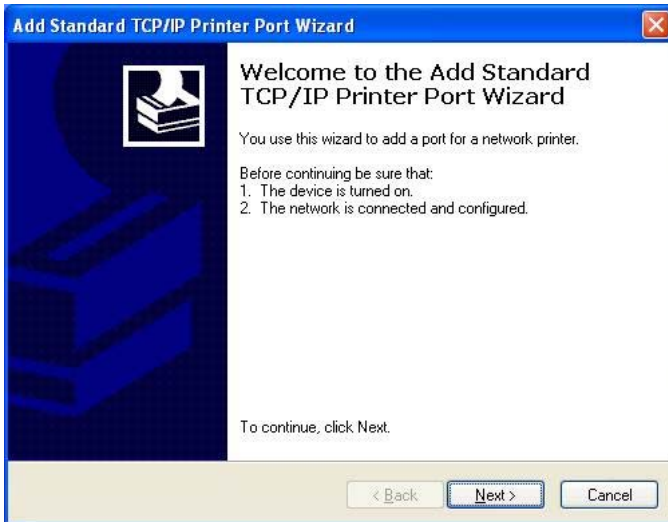 Add Standard TCP/IP Printer Port Wizard
Welcome to the Add Standard
TCP/IP Printer Port Wizard
You use this wizard to add a port for a network printer.
Before continuing be sure that:
1. The device is turned on.
2. The network is connected and configured.
To continue, click Next.
< Back
Next >
Cancel